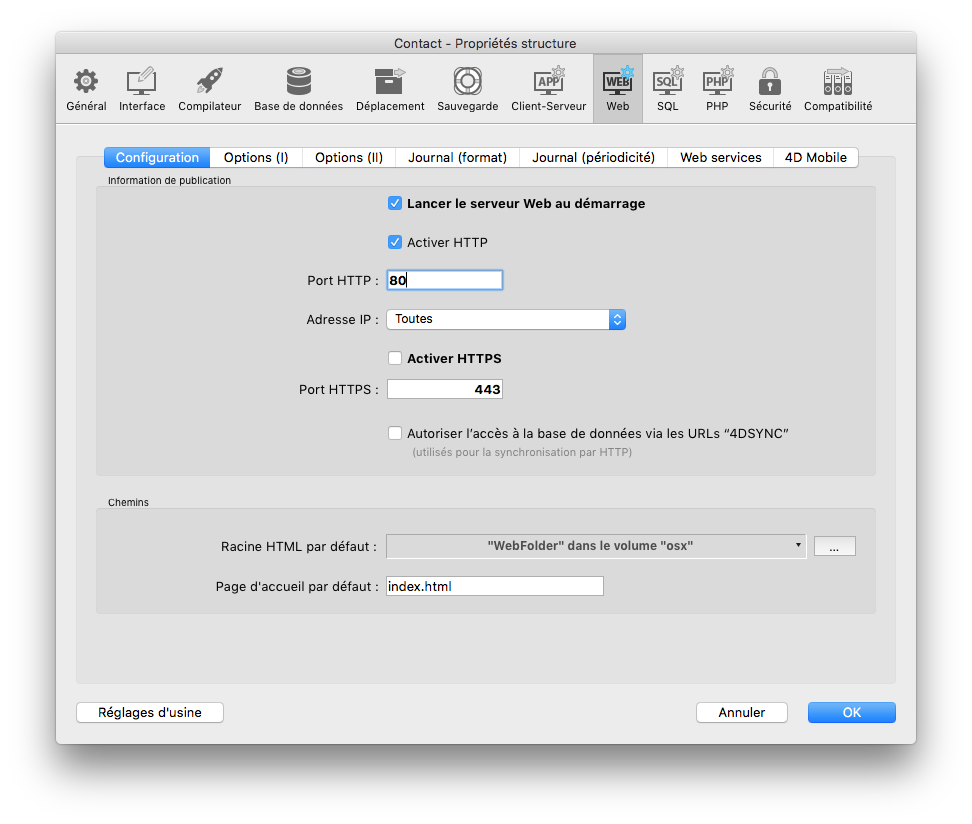 Contact - Propriétés structure
APP WEB SQL PHP
Général Interface Compilateur Base de données Déplacement Sauvegarde Client-Serveur Web SQL PHP Sécurité Compatibilité
Configuration Options (I) Options (II) Journal (format) Journal (périodicité) Web services 4D Mobile
Information de publication
Lancer le serveur Web au démarrage
Activer HTTP
Port HTTP : 80
Adresse IP : Toutes
Activer HTTPS
Port HTTPS : 443
Autoriser l’accès à la base de données via les URLs “4DSYNC”
(utilisés pour la synchronisation par HTTP)
Chemins
Racine HTML par défaut : "WebFolder" dans le volume "osx" ...
Page d'accueil par défaut : index.html
Réglages d'usine Annuler OK